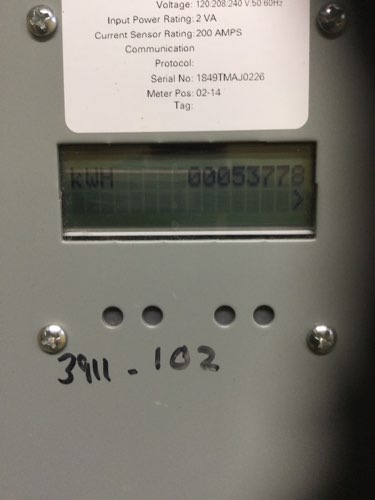 Voltage: 120:208:240 V:50:60Hz
Input Power Rating: 2 VA
Current Sensor Rating: 200 AMPS
Communication
Protocol:
Serial No: 1849TMAJ0226
Meter Pos: 02-14
Tag:
kWH 00053778
>
3911 - 102